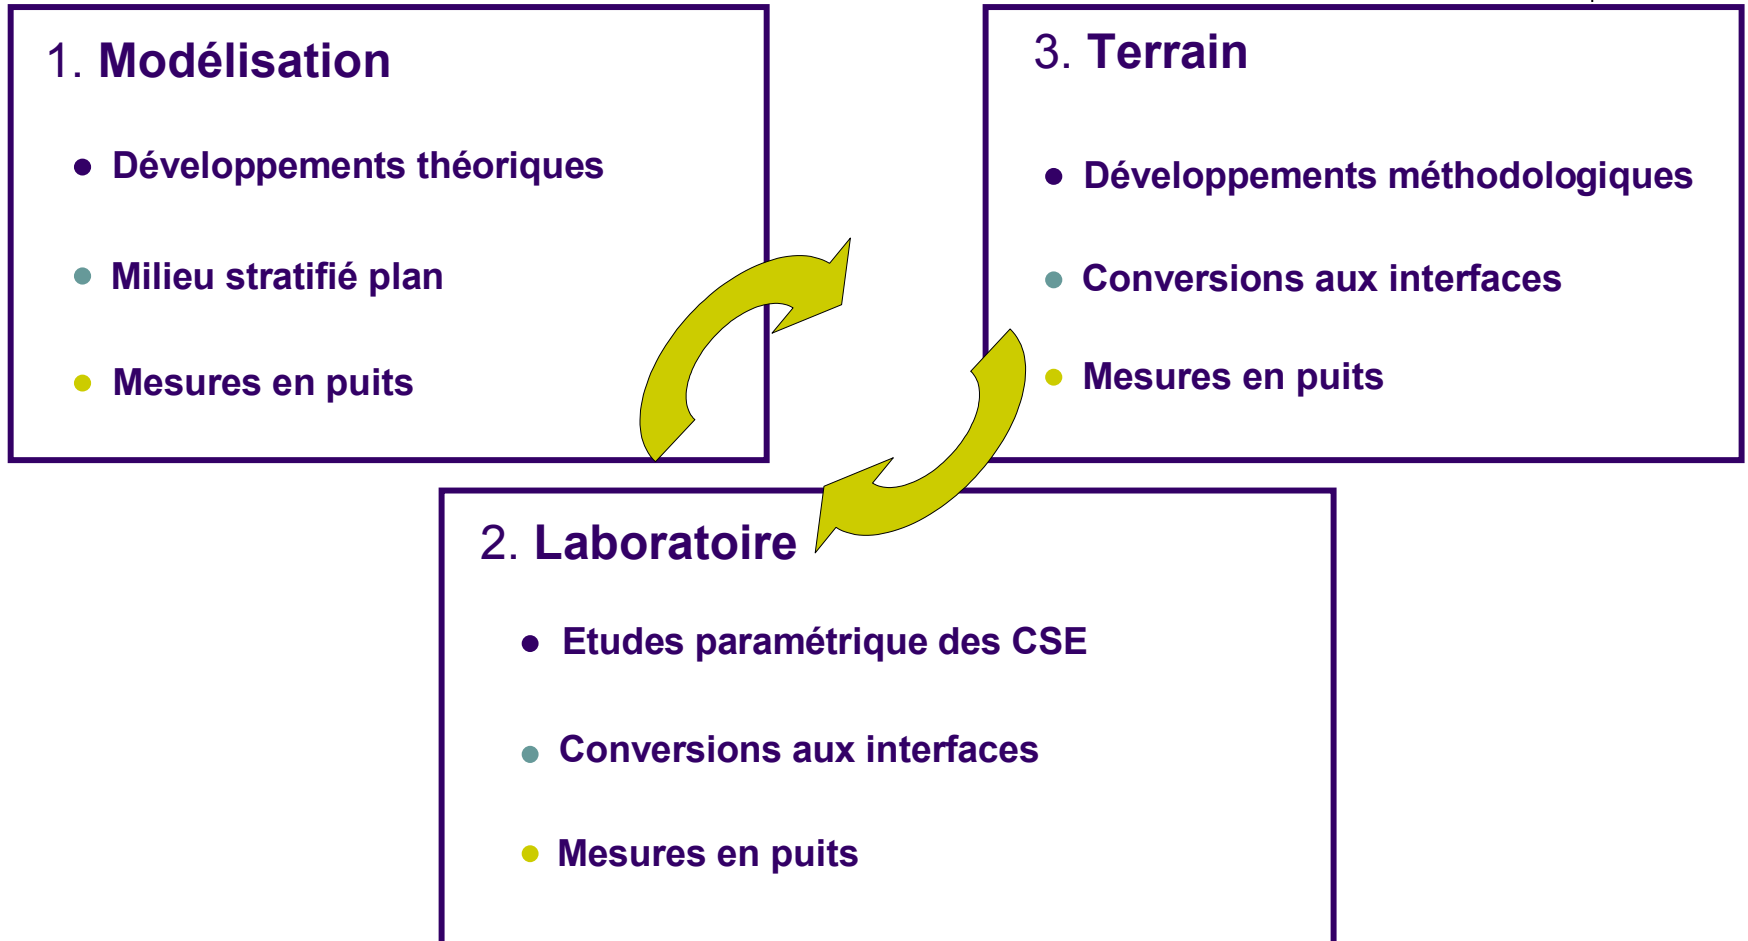 1. Modélisation
Développements théoriques
Milieu stratifié plan
Mesures en puits
3. Terrain
Développements méthodologiques
Conversions aux interfaces
Mesures en puits
2. Laboratoire
Etudes paramétrique des CSE
Conversions aux interfaces
Mesures en puits